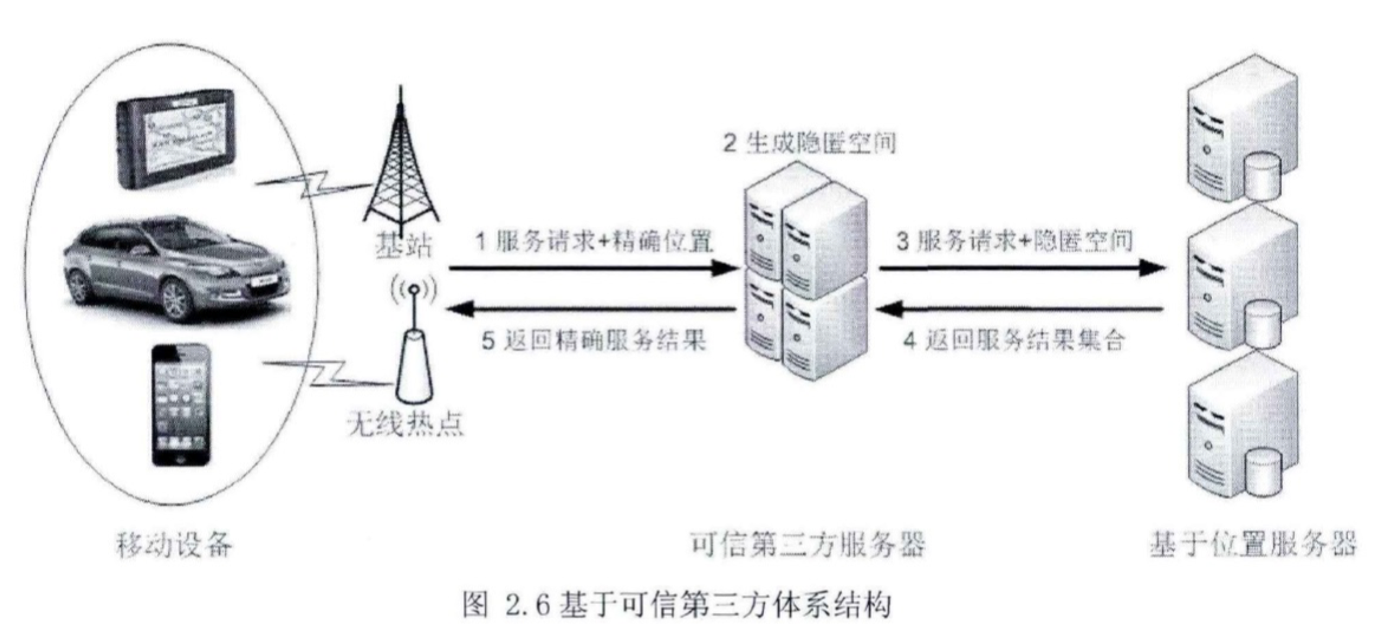 2 生成隐匿空间
基站
1 服务请求+精确位置
3 服务请求+隐匿空间
5 返回精确服务结果
4 返回服务结果集合
无线热点
移动设备
可信第三方服务器
基于位置服务器
图 2.6 基于可信第三方体系结构